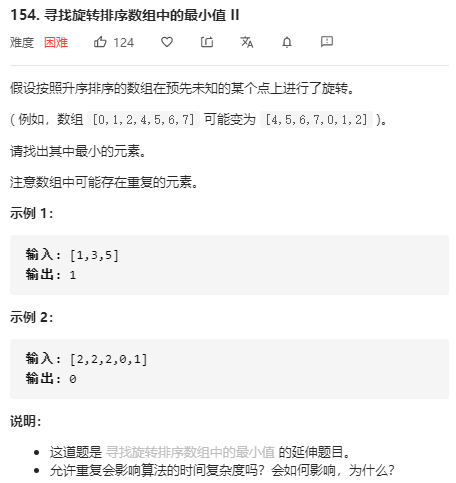 154. 寻找旋转排序数组中的最小值 II
难度 困难 124
假设按照升序排序的数组在预先未知的某个点上进行了旋转。
( 例如，数组 [0,1,2,4,5,6,7] 可能变为 [4,5,6,7,0,1,2] )。
请找出其中最小的元素。
注意数组中可能存在重复的元素。
示例 1：
输入: [1,3,5]
输出: 1
示例 2：
输入: [2,2,2,0,1]
输出: 0
说明：
• 这道题是 寻找旋转排序数组中的最小值 的延伸题目。
• 允许重复会影响算法的时间复杂度吗？会如何影响，为什么？